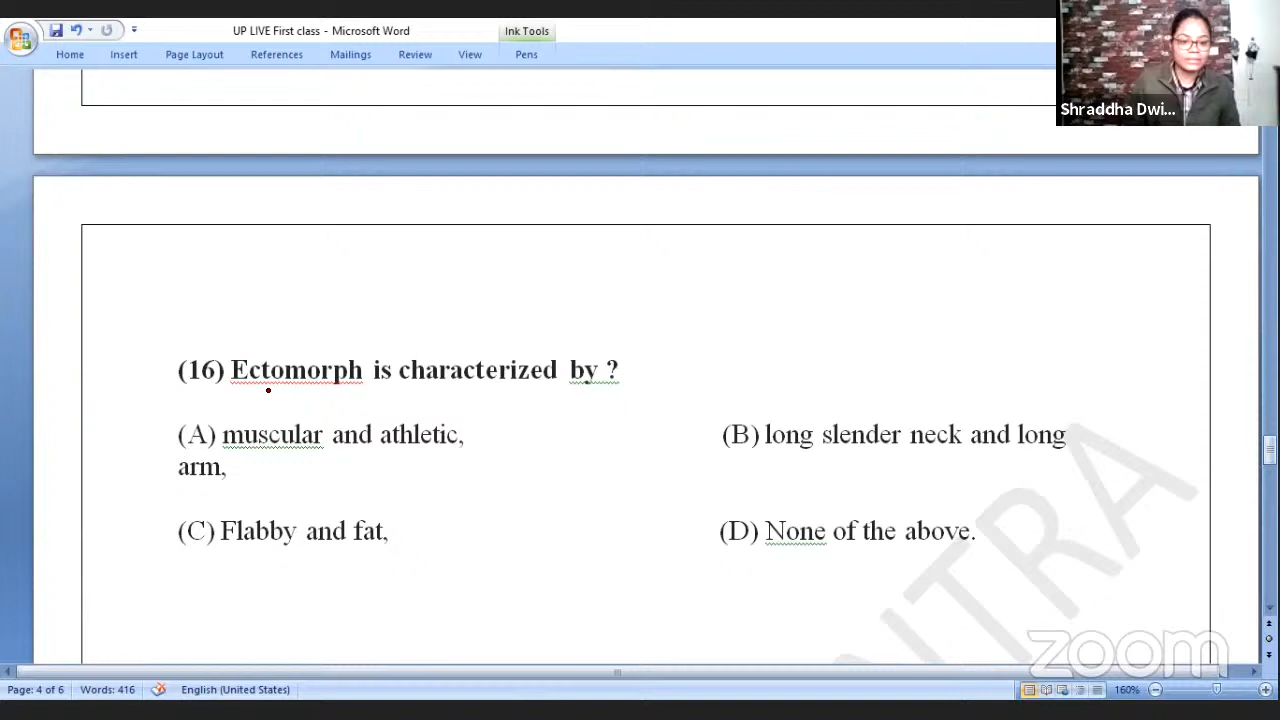 UP LIVE First class - Microsoft Word
Ink Tools
Home Insert Page Layout References Mailings Review View Pens
Shraddha Dwi...
(16) Ectomorph is characterized by ?
(A) muscular and athletic, (B) long slender neck and long
arm,
(C) Flabby and fat, (D) None of the above.
NTRA
zoom
Page: 4 of 6 Words: 416 English (United States) 160%